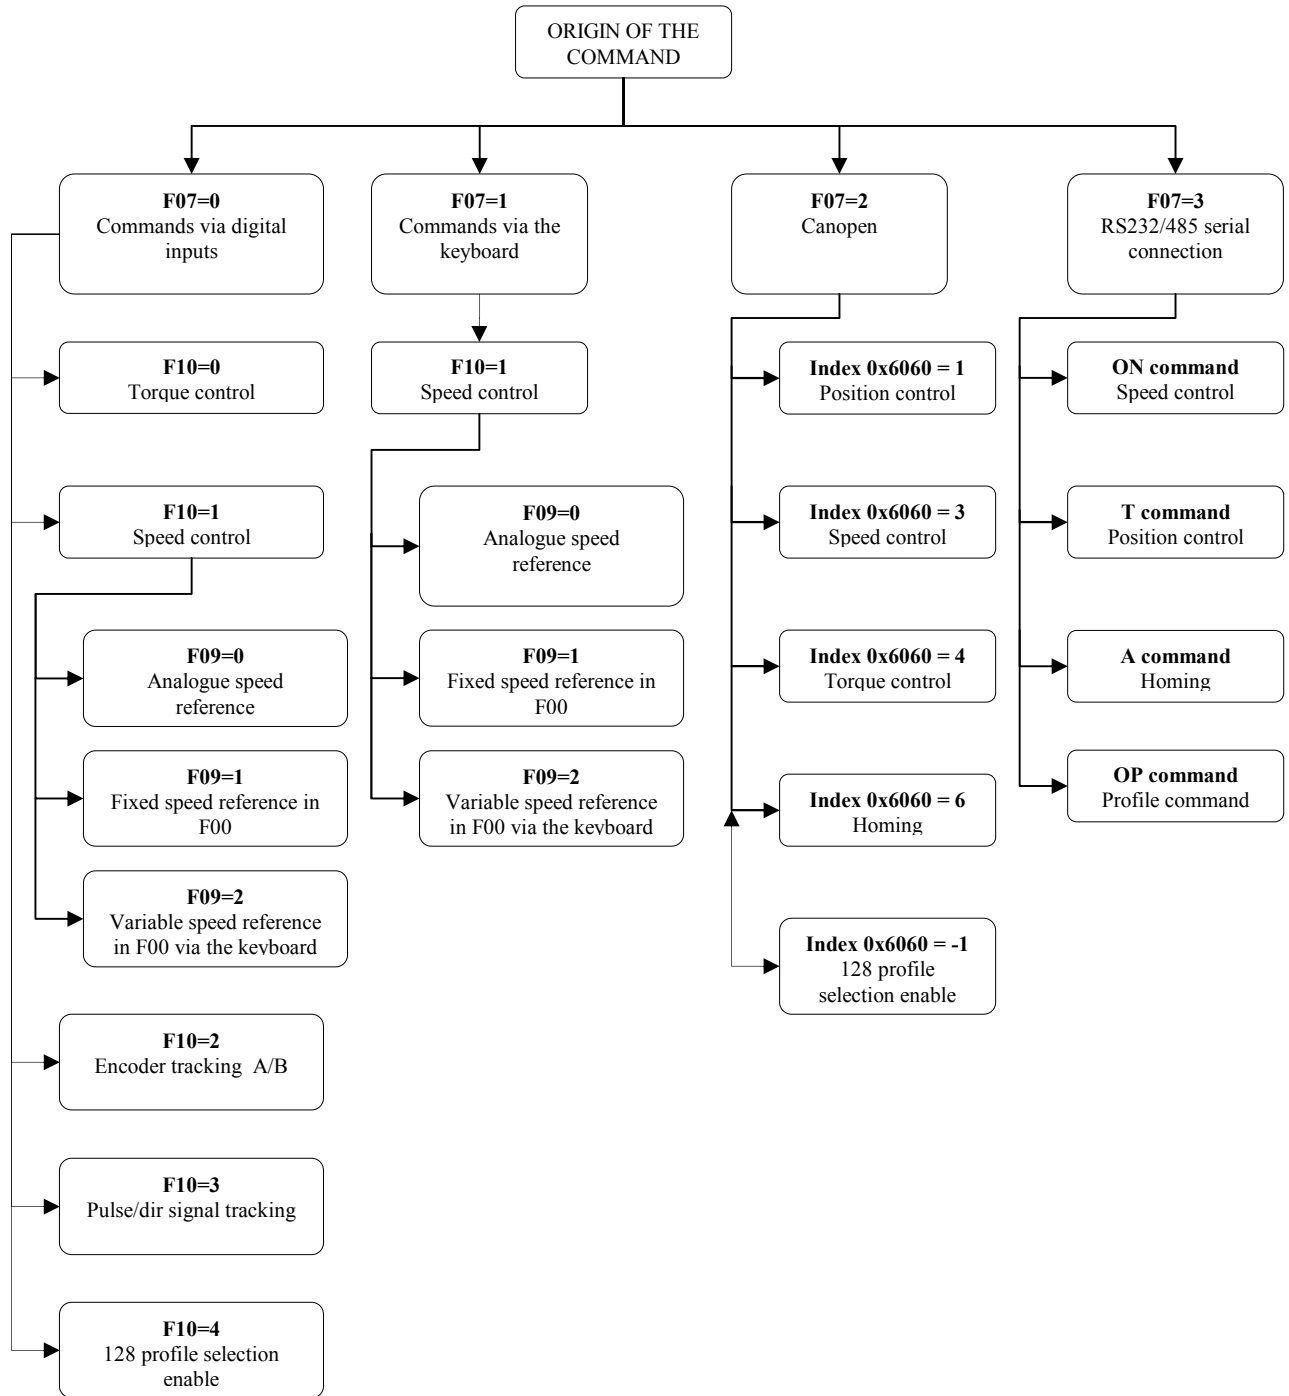 ORIGIN OF THE
COMMAND
F07=0
Commands via digital
inputs
F07=1
Commands via the
keyboard
F07=2
Canopen
F07=3
RS232/485 serial
connection
F10=0
Torque control
F10=1
Speed control
F09=0
Analogue speed
reference
F09=1
Fixed speed reference in
F00
F09=2
Variable speed reference
in F00 via the keyboard
F10=2
Encoder tracking A/B
F10=3
Pulse/dir signal tracking
F10=4
128 profile selection
enable
F10=1
Speed control
F09=0
Analogue speed
reference
F09=1
Fixed speed reference in
F00
F09=2
Variable speed reference
in F00 via the keyboard
Index 0x6060 = 1
Position control
Index 0x6060 = 3
Speed control
Index 0x6060 = 4
Torque control
Index 0x6060 = 6
Homing
Index 0x6060 = -1
128 profile
selection enable
ON command
Speed control
T command
Position control
A command
Homing
OP command
Profile command